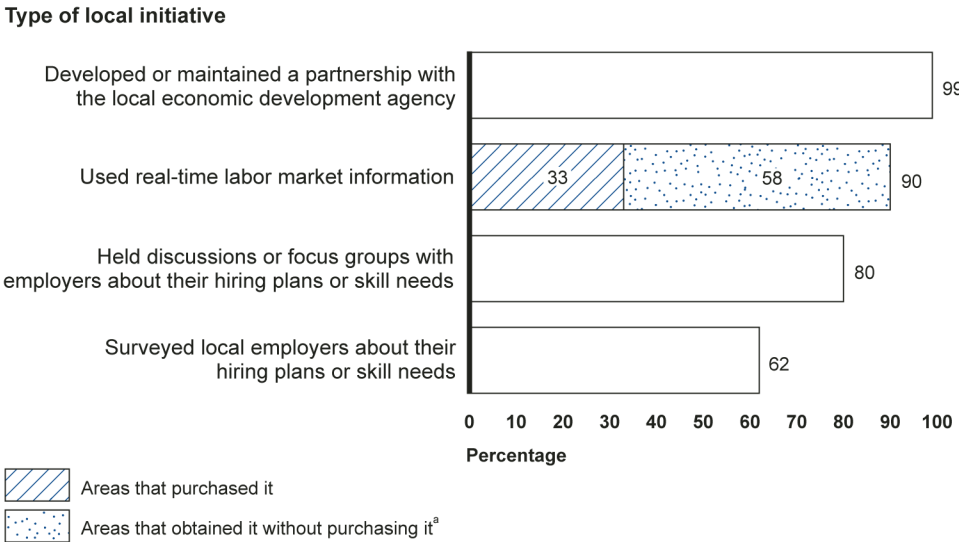 Type of local initiative
Developed or maintained a partnership with
the local economic development agency
99
Used real-time labor market information
33
58
90
Held discussions or focus groups with
employers about their hiring plans or skill needs
80
Surveyed local employers about their
hiring plans or skill needs
62
0 10 20 30 40 50 60 70 80 90 100
Percentage
Areas that purchased it
Areas that obtained it without purchasing itᵃ